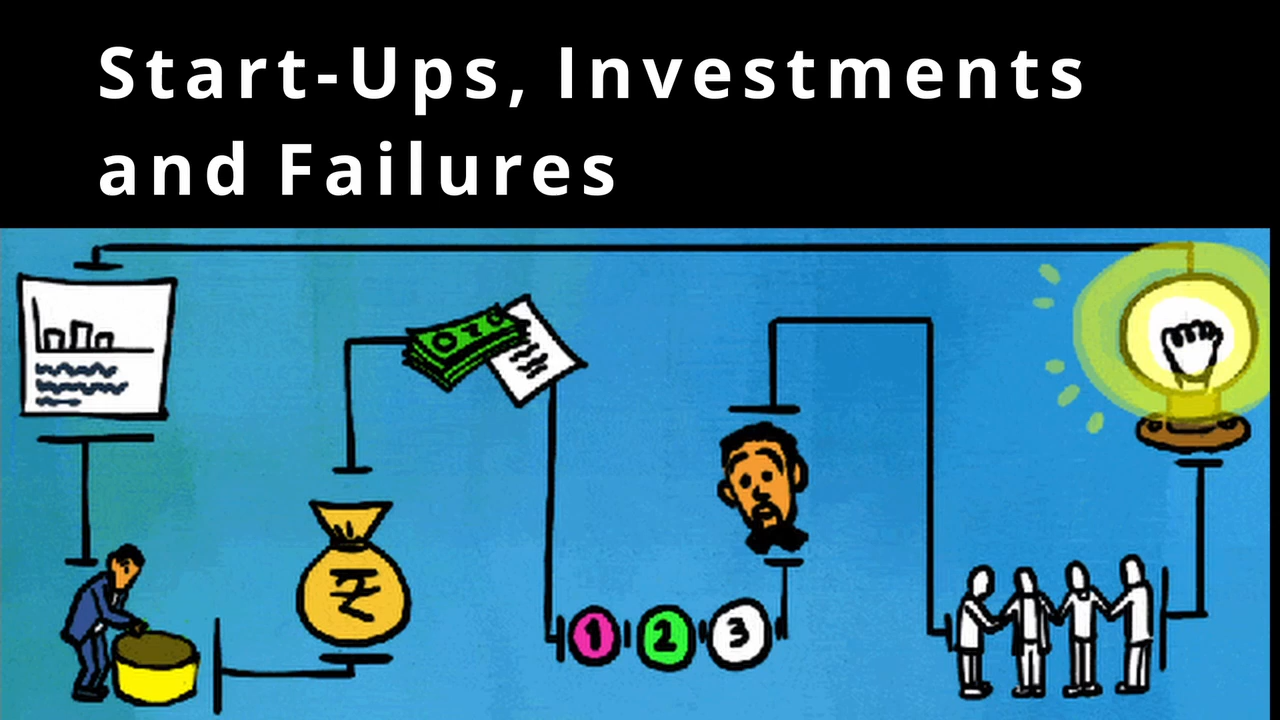 Start-Ups, Investments
and Failures
₹
1 2 3